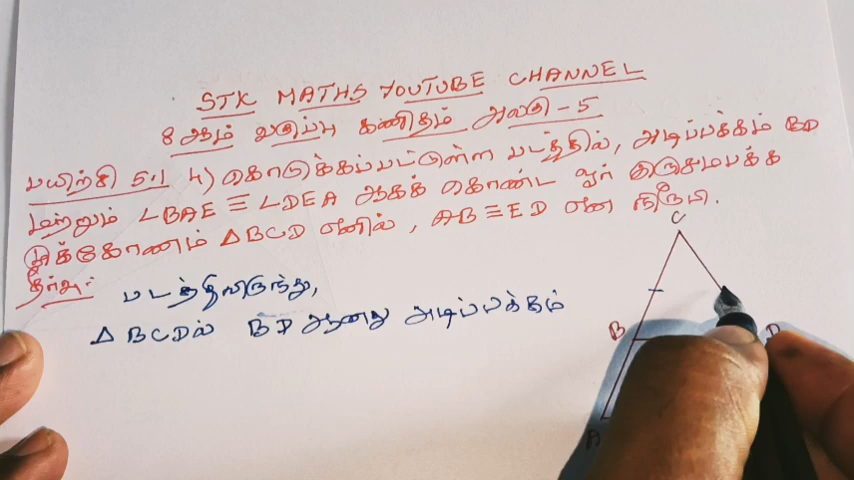 STK MATHS YOUTUBE CHANNEL
8 ஆம் வகுப்பு கணிதம் அலகு - 5
பயிற்சி 5.1 4) கொடுக்கப்பட்டுள்ள படத்தில், அடிப்பக்கம் BD
மற்றும் ∠BAE ≡ ∠DEA ஆகக் கொண்ட ஓர் இருசமபக்க
முக்கோணம் ΔBCD எனில், AB ≡ ED என நிரூபி.
தீர்வு:
படத்திலிருந்து,
ΔBCDல் BD ஆனது அடிப்பக்கம்
C
B
D
A